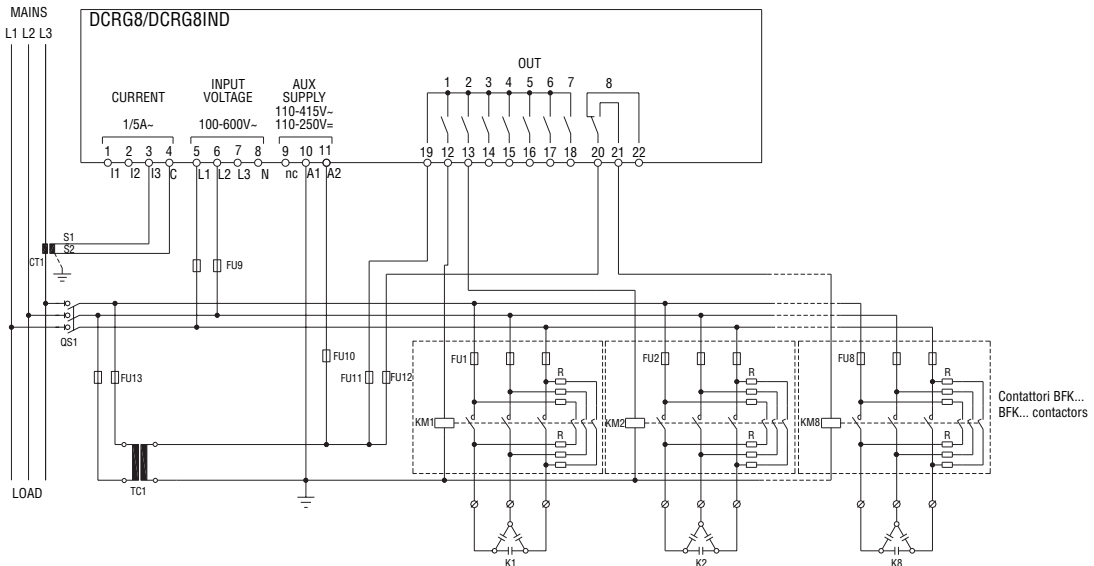 MAINS
L1 L2 L3
DCRG8/DCRG8IND
OUT
1 2 3 4 5 6 7 8
CURRENT
1/5A~
INPUT
VOLTAGE
100-600V~
AUX
SUPPLY
110-415V~
110-250V=
1 2 3 4 5 6 7 8 9 10 11 19 12 13 14 15 16 17 18 20 21 22
I1 I2 I3 C L1 L2 L3 N nc A1 A2
S1
S2
CT1
FU9
QS1
FU10
FU13
FU11
FU12
FU1
FU2
FU8
R
R
R
KM1
KM2
KM8
R
R
R
Contattori BFK...
BFK... contactors
LOAD
TC1
K1
K2
K8